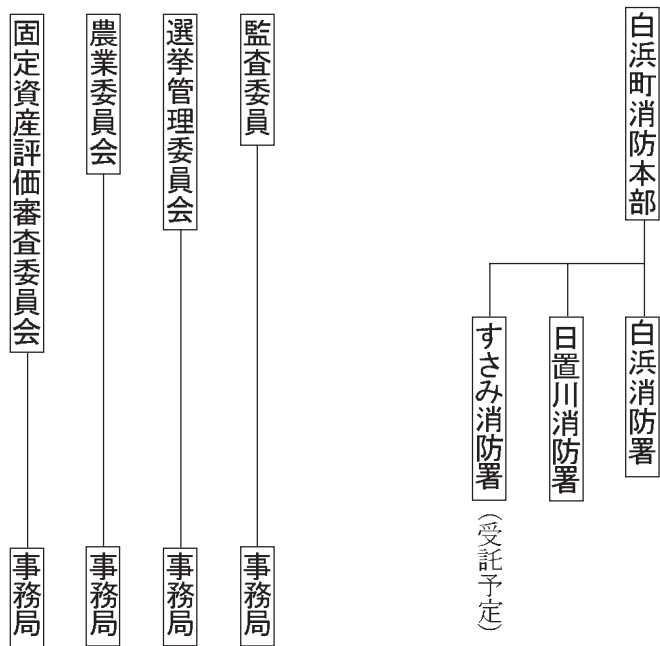 白浜町消防本部
白浜消防署
日置川消防署
すさみ消防署
（受託予定）
監査委員
事務局
選挙管理委員会
事務局
農業委員会
事務局
固定資産評価審査委員会
事務局